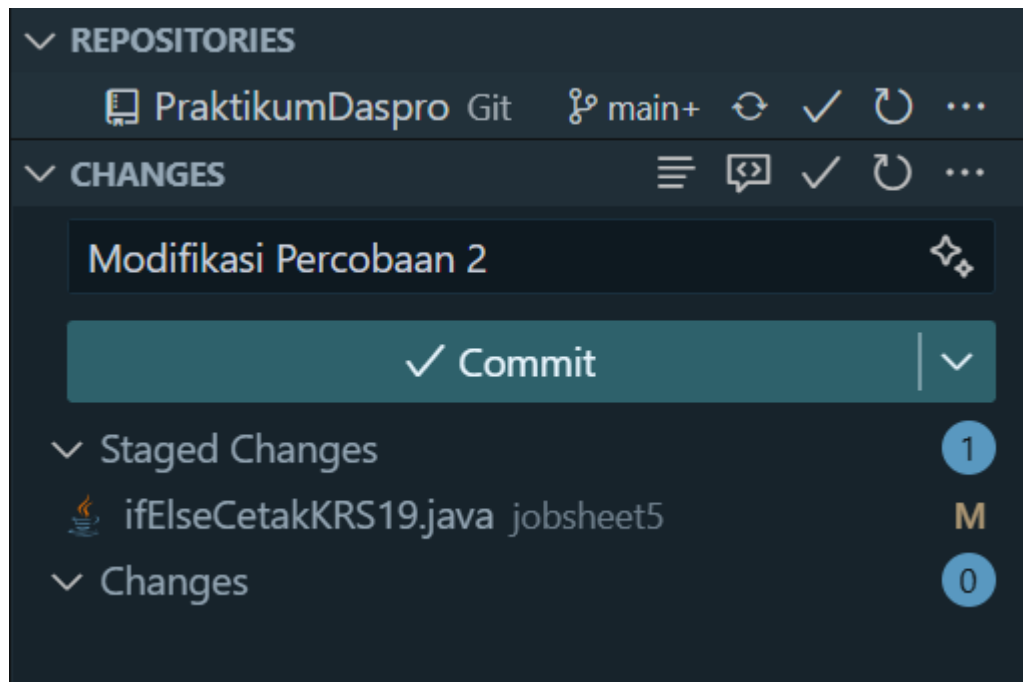 REPOSITORIES
PraktikumDaspro Git main+
CHANGES
Modifikasi Percobaan 2
Commit
Staged Changes 1
ifElseCetakKRS19.java jobsheet5 M
Changes 0